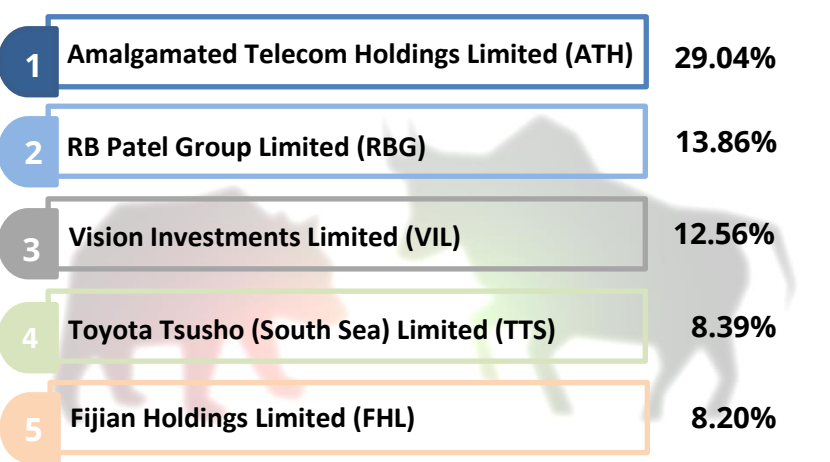 1 Amalgamated Telecom Holdings Limited (ATH) 29.04%
2 RB Patel Group Limited (RBG) 13.86%
3 Vision Investments Limited (VIL) 12.56%
4 Toyota Tsusho (South Sea) Limited (TTS) 8.39%
5 Fijian Holdings Limited (FHL) 8.20%